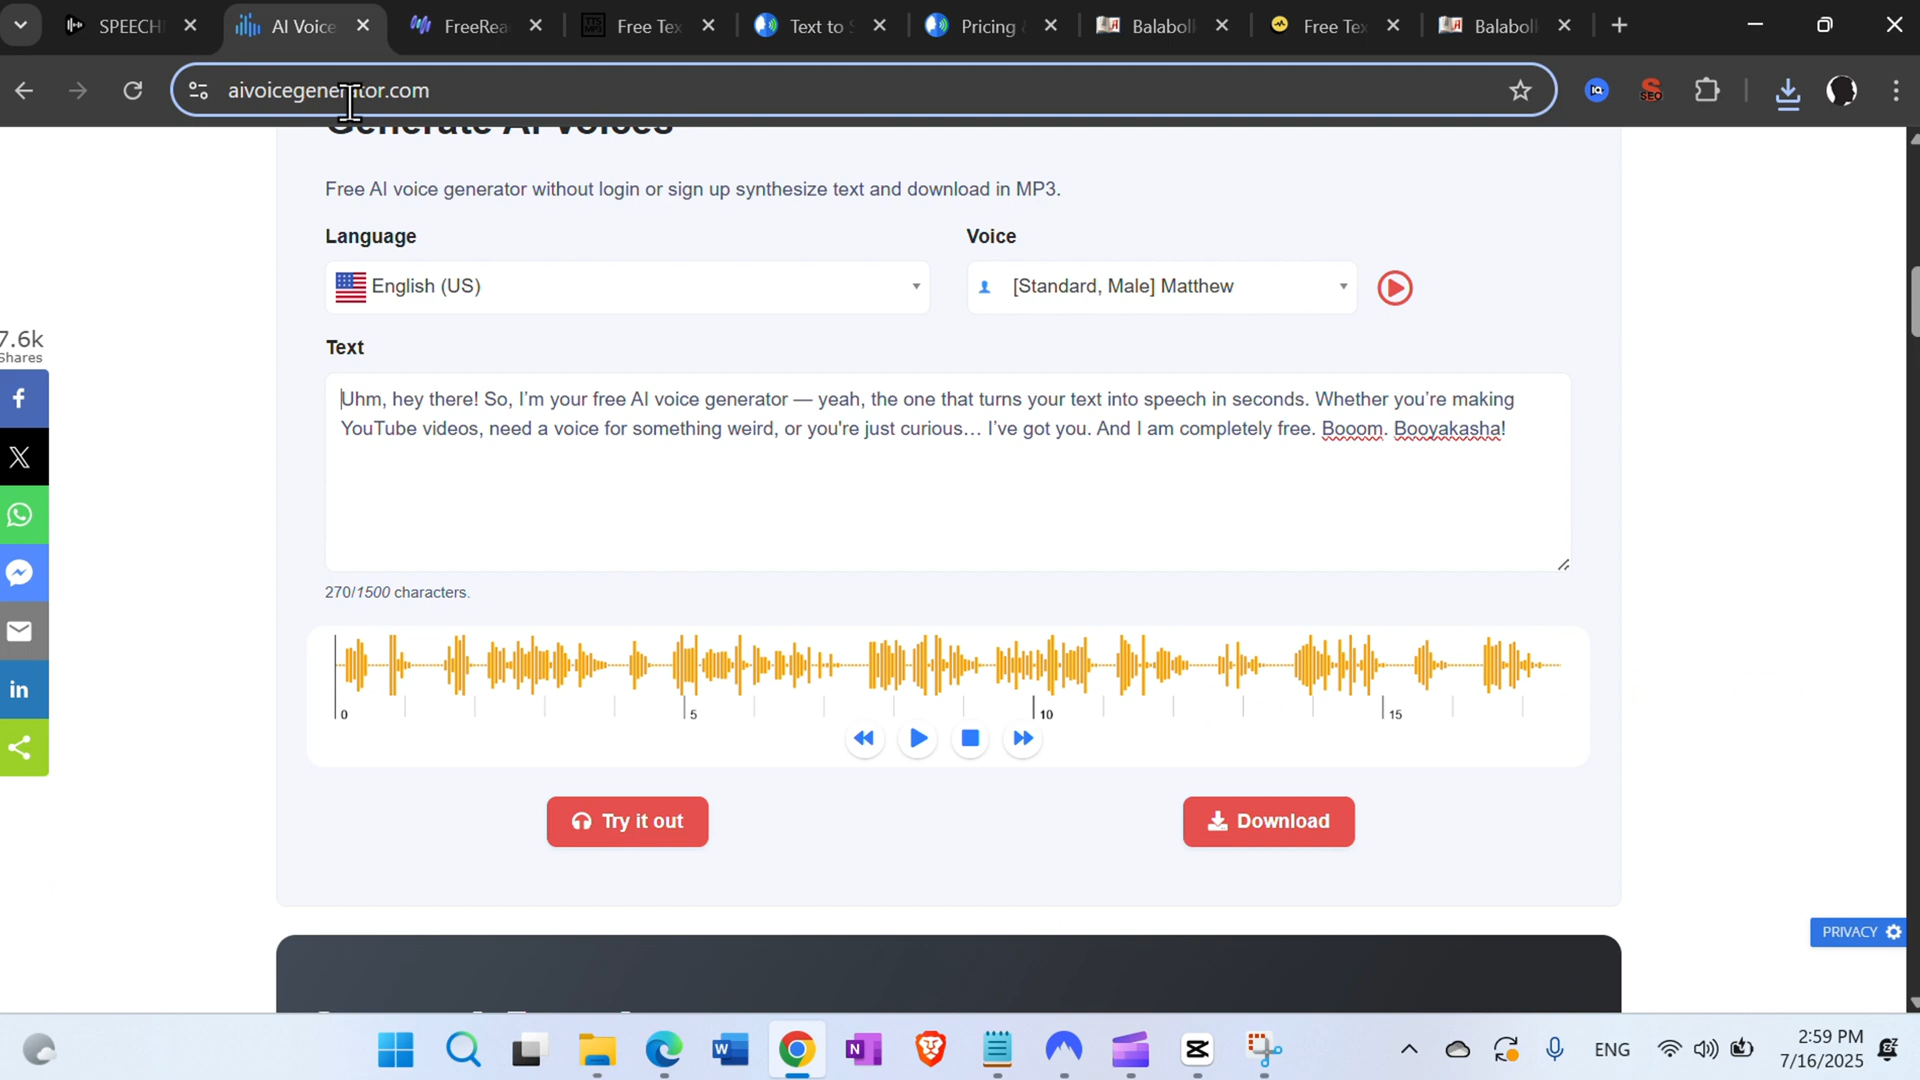 SPEECH
AI Voice
FreeRea
Free Tex
Text to S
Pricing &
Balabol
Free Tex
Balabol
aivoicegenerator.com
Generate AI Voices
Free AI voice generator without login or sign up synthesize text and download in MP3.
Language
Voice
English (US)
[Standard, Male] Matthew
Text
Uhm, hey there! So, I'm your free AI voice generator — yeah, the one that turns your text into speech in seconds. Whether you're making
YouTube videos, need a voice for something weird, or you're just curious… I've got you. And I am completely free. Booom. Booyakasha!
7.6k
Shares
270/1500 characters.
0
5
10
15
Try it out
Download
PRIVACY
ENG
2:59 PM
7/16/2025